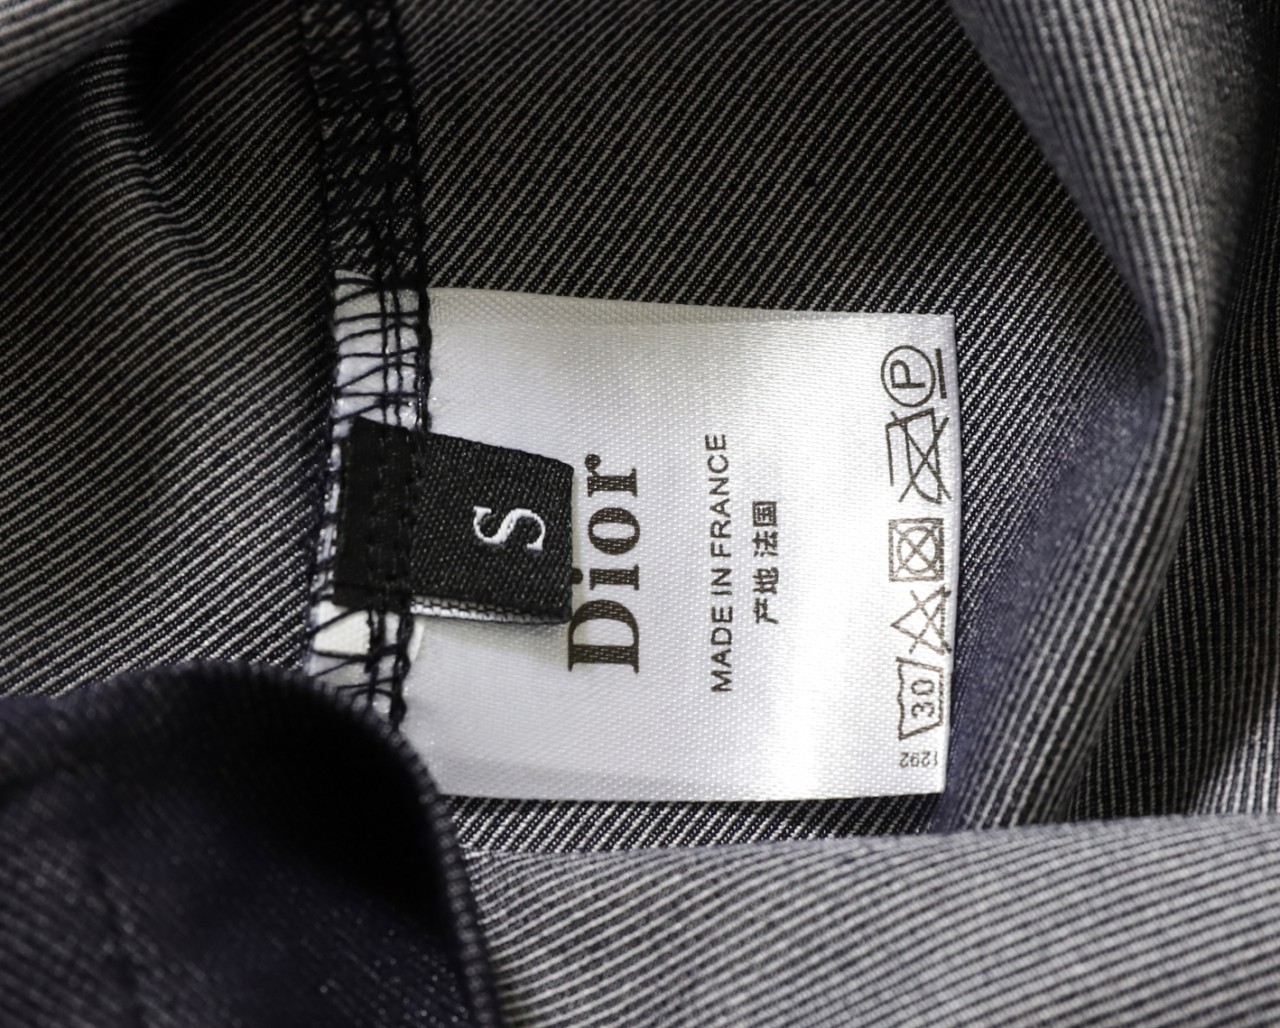 S
Dior
MADE IN FRANCE
产地 法国
P
30
1292